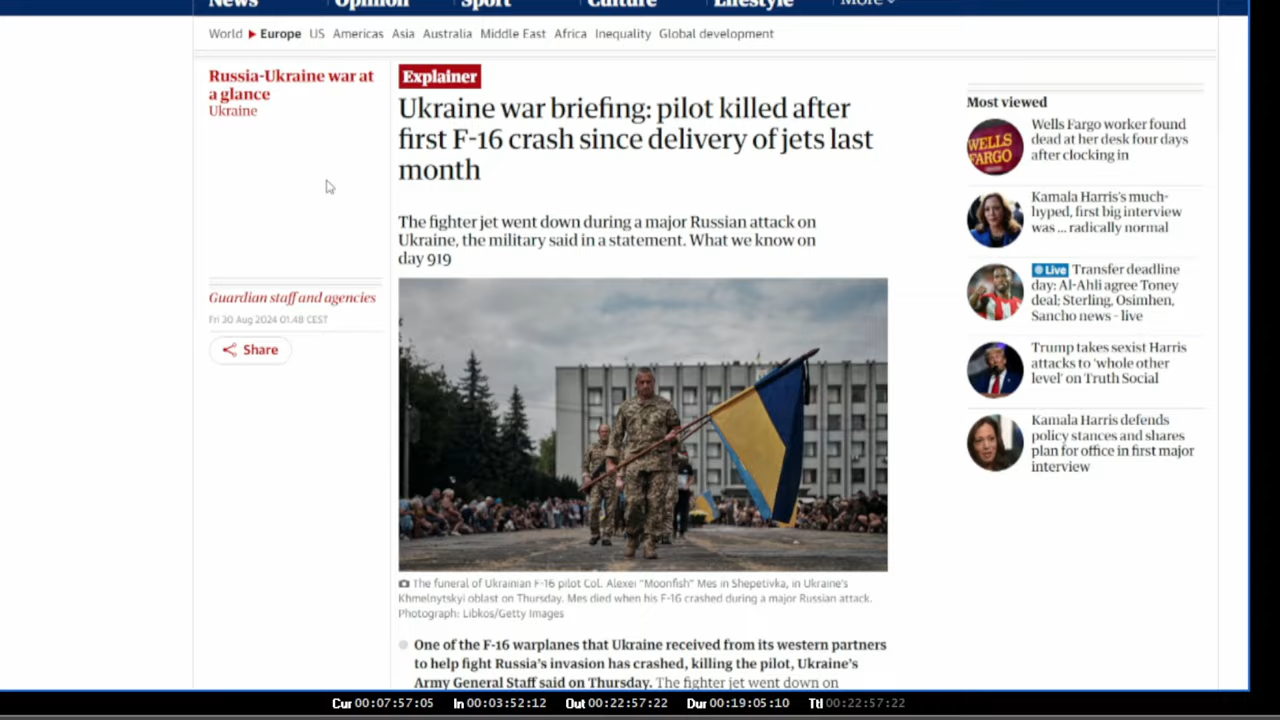 News
Opinion
Sport
Culture
Lifestyle
More
World
Europe
US
Americas
Asia
Australia
Middle East
Africa
Inequality
Global development
Russia-Ukraine war at
a glance
Ukraine
Guardian staff and agencies
Fri 30 Aug 2024 01.48 CEST
Share
Explainer
Ukraine war briefing: pilot killed after
first F-16 crash since delivery of jets last
month
The fighter jet went down during a major Russian attack on
Ukraine, the military said in a statement. What we know on
day 919
The funeral of Ukrainian F-16 pilot Col. Alexei “Moonfish” Mes in Shepetivka, in Ukraine’s
Khmelnytskyi oblast on Thursday. Mes died when his F-16 crashed during a major Russian attack.
Photograph: Libkos/Getty Images
One of the F-16 warplanes that Ukraine received from its western partners
to help fight Russia’s invasion has crashed, killing the pilot, Ukraine’s
Army General Staff said on Thursday. The fighter jet went down on
Most viewed
WELLS
FARGO
Wells Fargo worker found
dead at her desk four days
after clocking in
Kamala Harris’s much-
hyped, first big interview
was ... radically normal
Live Transfer deadline
day: Al-Ahli agree Toney
deal; Sterling, Osimhen,
Sancho news – live
Trump takes sexist Harris
attacks to ‘whole other
level’ on Truth Social
Kamala Harris defends
policy stances and shares
plan for office in first major
interview
Cur 00:07:57:05 In 00:03:52:12 Out 00:22:57:22 Dur 00:19:05:10 Ttl 00:22:57:22